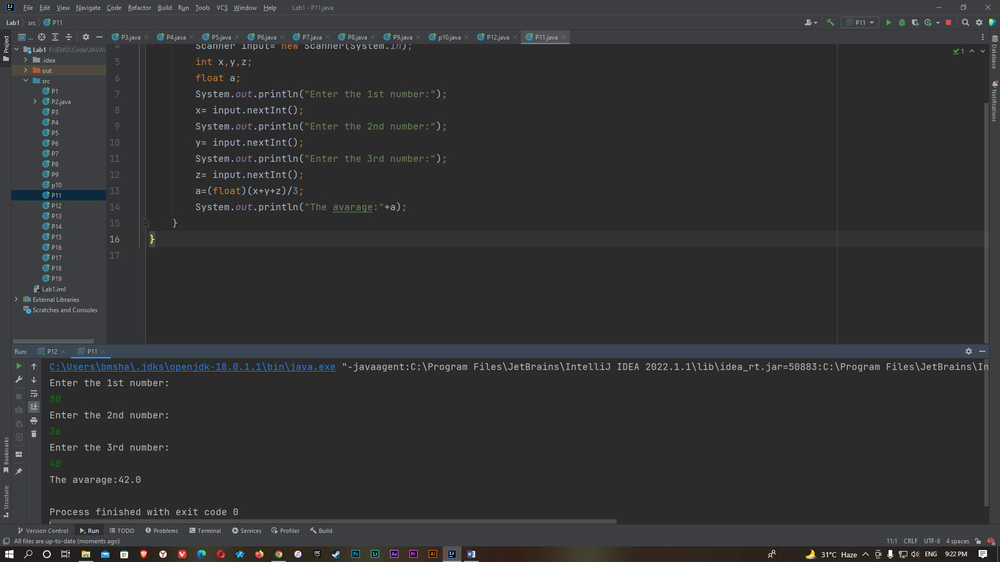 File Edit View Navigate Code Refactor Build Run Tools VCS Window Help Lab1 - P11.java
Lab1 src P11 P11
Project ... P3.java P4.java P5.java P6.java P7.java P8.java P9.java p10.java P12.java P11.java
Lab1 F:\EWU\Code\JAVA\
.idea
out
src
P1
P2.java
P3
P4
P5
P6
P7
P8
P9
p10
P11
P12
P13
P14
P15
P16
P17
P18
P19
Lab1.iml
External Libraries
Scratches and Consoles
4 Scanner input= new Scanner(System.in);
5 int x,y,z;
6 float a;
7 System.out.println("Enter the 1st number:");
8 x= input.nextInt();
9 System.out.println("Enter the 2nd number:");
10 y= input.nextInt();
11 System.out.println("Enter the 3rd number:");
12 z= input.nextInt();
13 a=(float)(x+y+z)/3;
14 System.out.println("The avarage:"+a);
15 }
16 }
17
1
Database
Notifications
Run: P12 P11
C:\Users\bmsha\.jdks\openjdk-18.0.1.1\bin\java.exe "-javaagent:C:\Program Files\JetBrains\IntelliJ IDEA 2022.1.1\lib\idea_rt.jar=50883:C:\Program Files\JetBrains\In
Enter the 1st number:
50
Enter the 2nd number:
36
Enter the 3rd number:
40
The avarage:42.0
Process finished with exit code 0
Bookmarks
Structure
Version Control Run TODO Problems Terminal Services Profiler Build
All files are up-to-date (moments ago) 11:1 CRLF UTF-8 4 spaces
Ps Lr Ae Pr Ai 31°C Haze ENG 9:22 PM